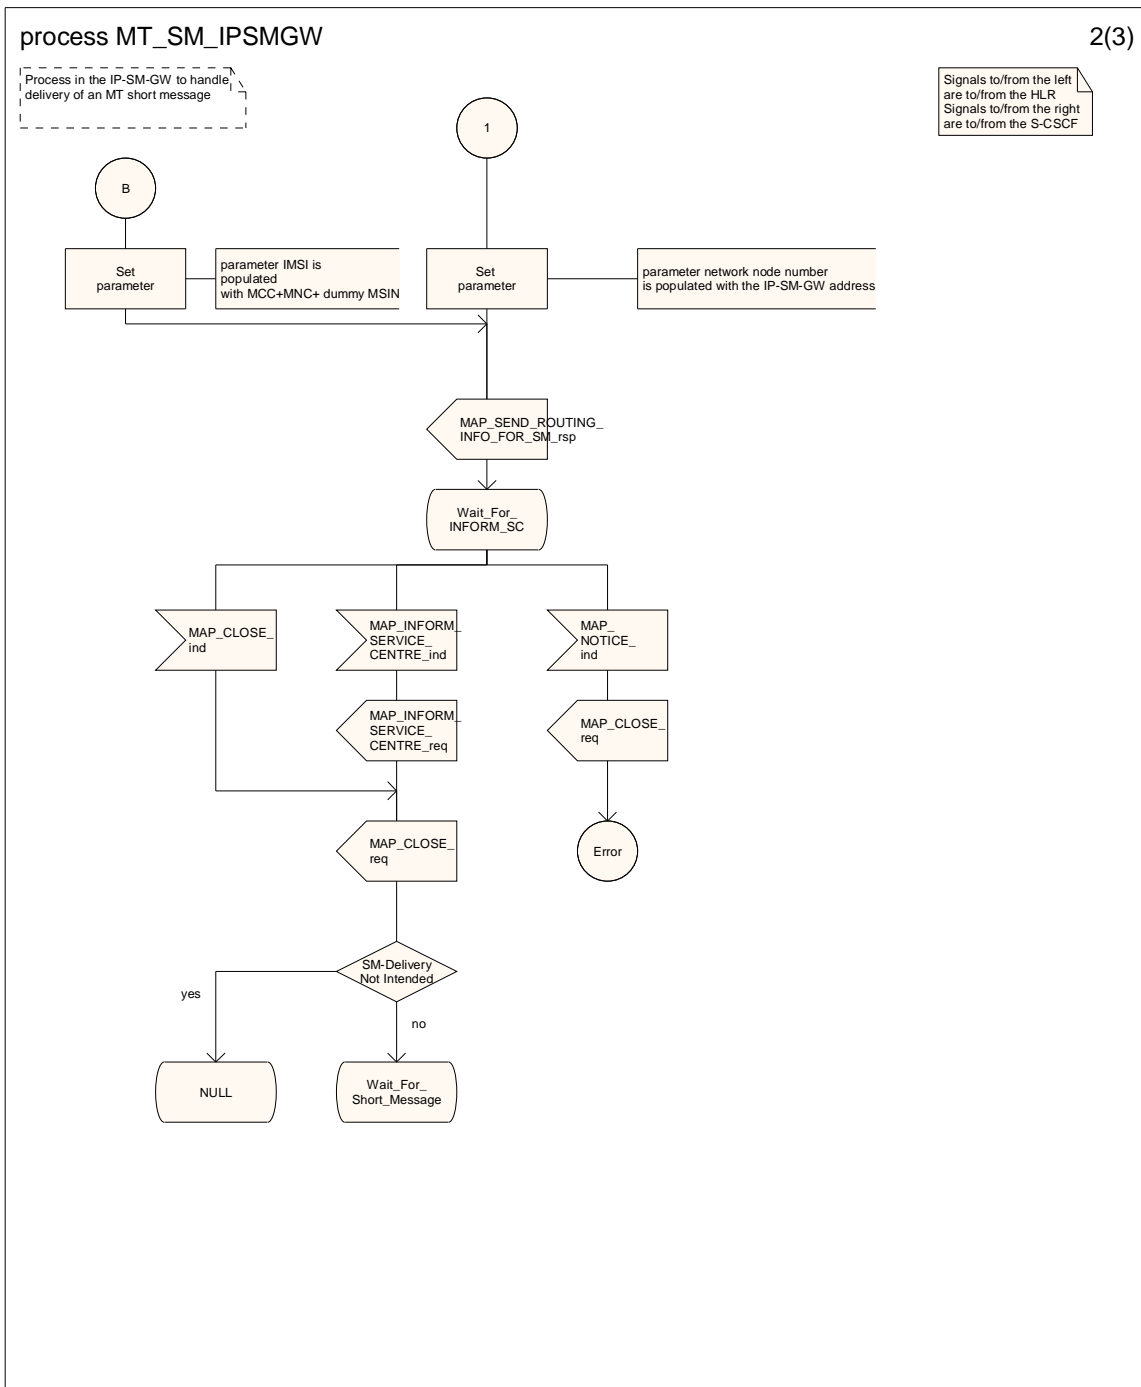 process MT_SM_IPSMGW
2(3)
Process in the IP-SM-GW to handle
delivery of an MT short message
Signals to/from the left
are to/from the HLR
Signals to/from the right
are to/from the S-CSCF
1
B
Set
parameter
parameter IMSI is
populated
with MCC+MNC+ dummy MSIN
Set
parameter
parameter network node number
is populated with the IP-SM-GW address
MAP_SEND_ROUTING_
INFO_FOR_SM_rsp
Wait_For_
INFORM_SC
MAP_CLOSE_
ind
MAP_INFORM_
SERVICE_
CENTRE_ind
MAP_
NOTICE_
ind
MAP_INFORM_
SERVICE_
CENTRE_req
MAP_CLOSE_
req
MAP_CLOSE_
req
Error
SM-Delivery
Not Intended
yes
no
NULL
Wait_For_
Short_Message